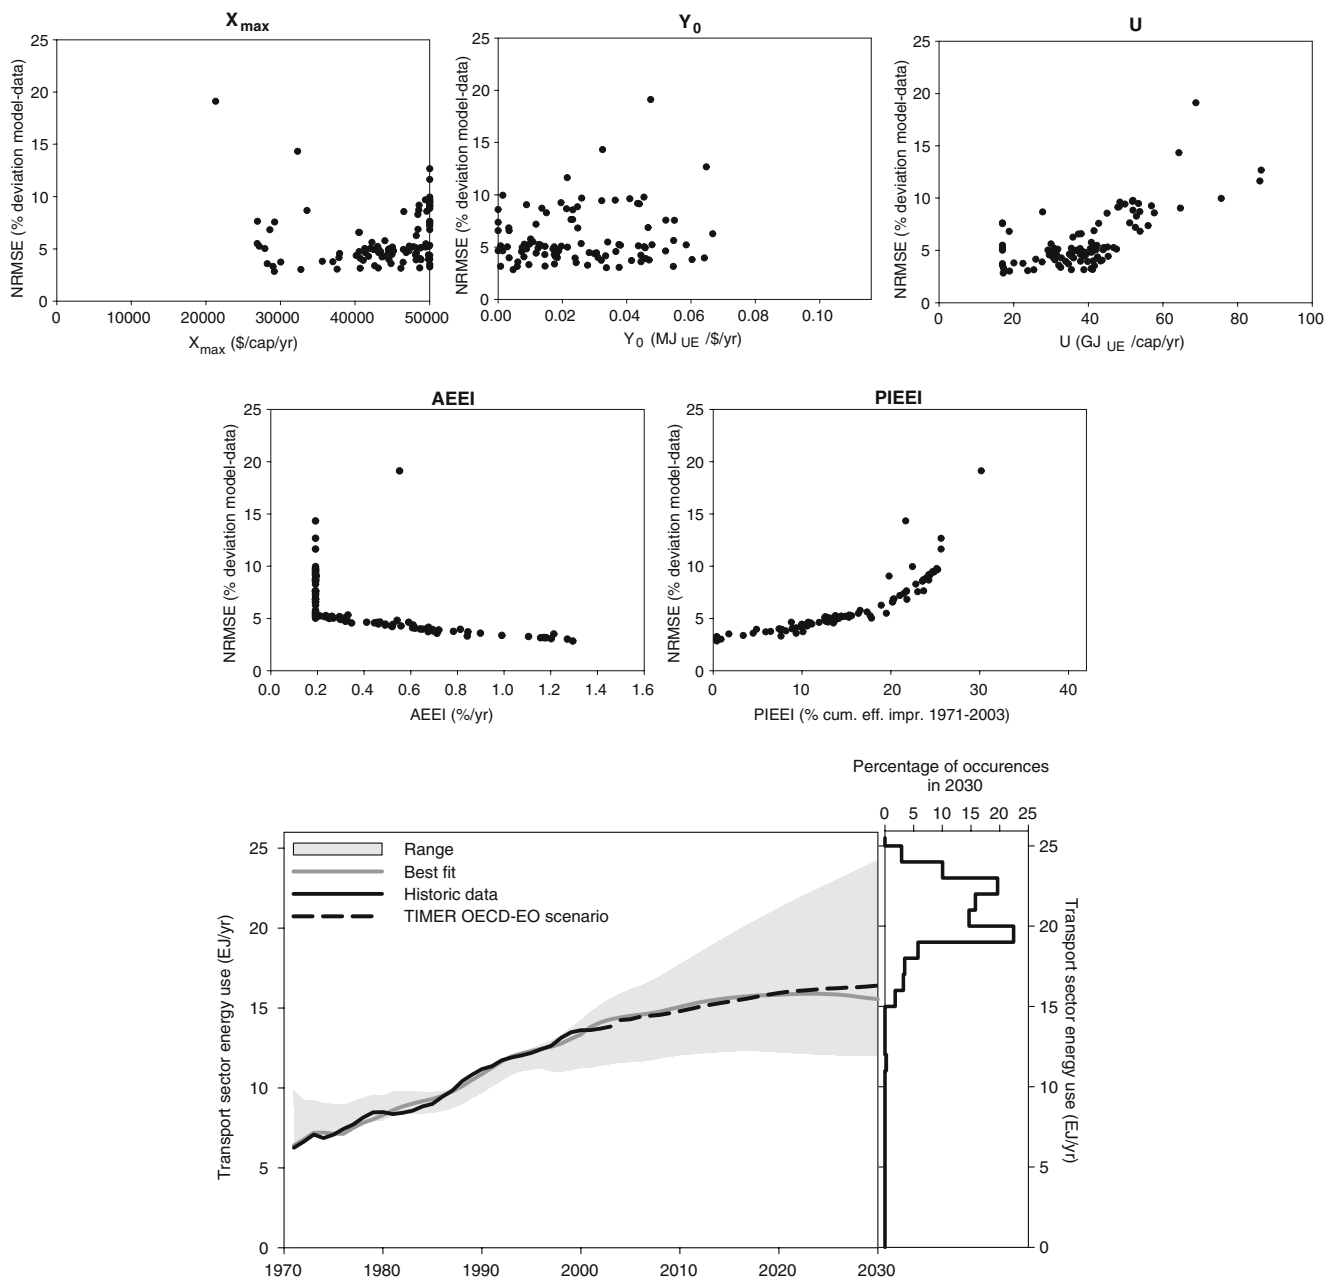 X max
NRMSE (% deviation model-data)
25
20
15
10
5
0
0 10000 20000 30000 40000 50000
X max ($/cap/yr)
Y 0
NRMSE (% deviation model-data)
25
20
15
10
5
0
0.00 0.02 0.04 0.06 0.08 0.10
Y 0 (MJ UE /$/yr)
U
NRMSE (% deviation model-data)
25
20
15
10
5
0
0 20 40 60 80 100
U (GJ UE /cap/yr)
AEEI
NRMSE (% deviation model-data)
25
20
15
10
5
0
0.0 0.2 0.4 0.6 0.8 1.0 1.2 1.4 1.6
AEEI (%/yr)
PIEEI
NRMSE (% deviation model-data)
25
20
15
10
5
0
0 10 20 30 40
PIEEI (% cum. eff. impr. 1971-2003)
Transport sector energy use (EJ/yr)
25
20
15
10
5
0
Range
Best fit
Historic data
TIMER OECD-EO scenario
1970 1980 1990 2000 2010 2020 2030
Percentage of occurences
in 2030
0 5 10 15 20 25
25
20
15
10
5
0
Transport sector energy use (EJ/yr)